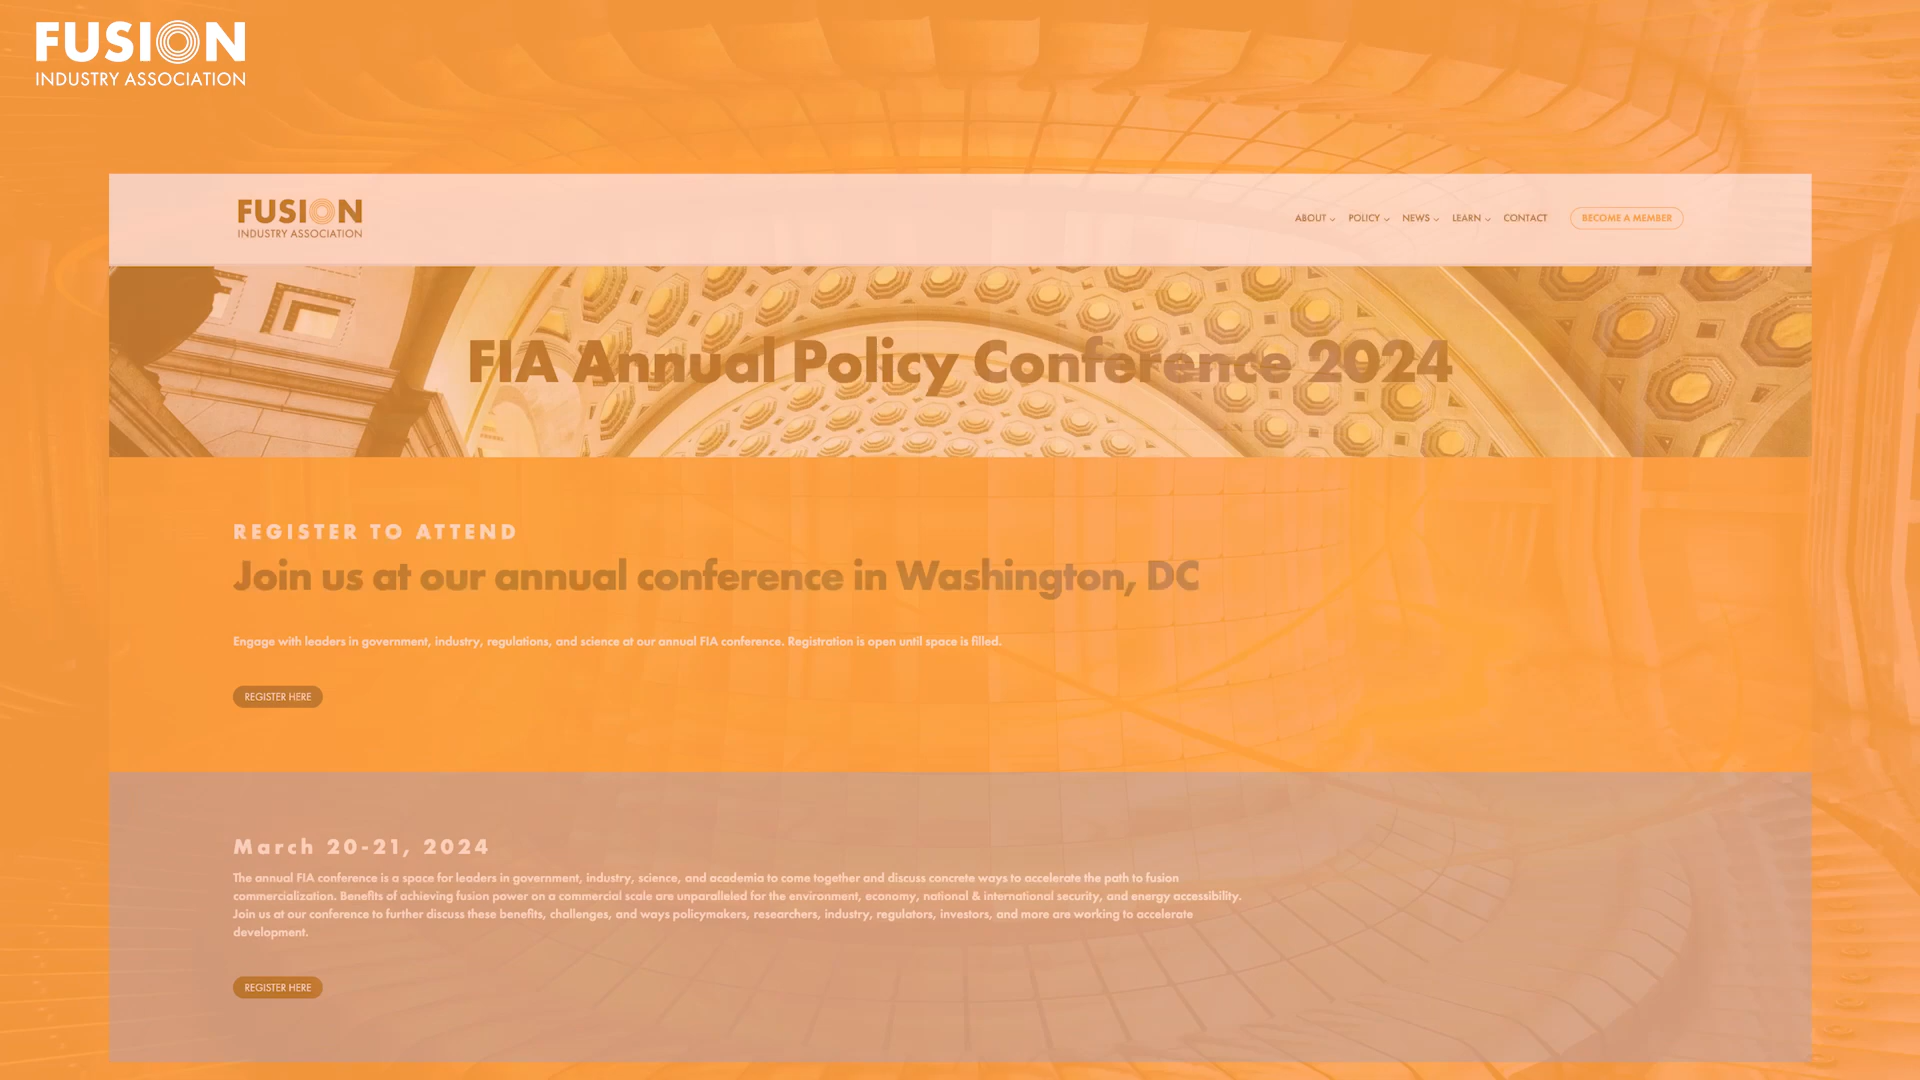 FUSION
INDUSTRY ASSOCIATION
FUSION
INDUSTRY ASSOCIATION
ABOUT POLICY NEWS LEARN CONTACT BECOME A MEMBER
FIA Annual Policy Conference 2024
REGISTER TO ATTEND
Join us at our annual conference in Washington, DC
Engage with leaders in government, industry, regulations, and science at our annual FIA conference. Registration is open until space is filled.
REGISTER HERE
March 20-21, 2024
The annual FIA conference is a space for leaders in government, industry, science, and academia to come together and discuss concrete ways to accelerate the path to fusion
commercialization. Benefits of achieving fusion power on a commercial scale are unparalleled for the environment, economy, national & international security, and energy accessibility.
Join us at our conference to further discuss these benefits, challenges, and ways policymakers, researchers, industry, regulators, investors, and more are working to accelerate
development.
REGISTER HERE